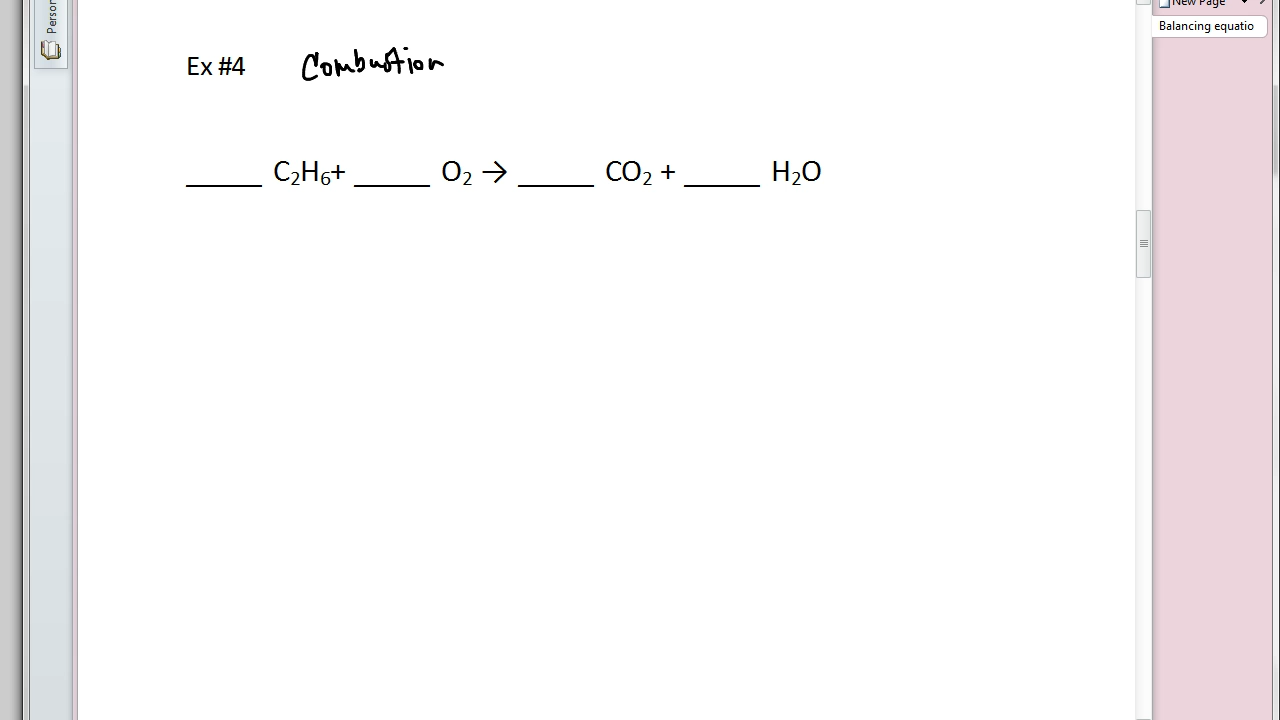 New Page
Balancing equatio
Person
Ex #4 Combustion
_____ C₂H₆+ _____ O₂ → _____ CO₂ + _____ H₂O